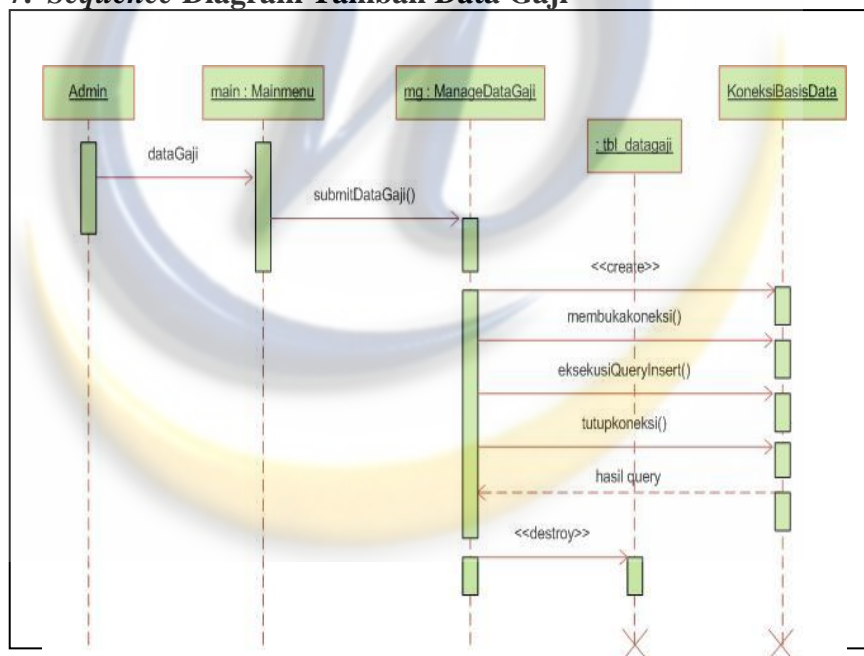 7. Sequence Diagram Tambah Data Gaji
Admin
main : Mainmenu
mg : ManageDataGaji
KoneksiBasisData
: tbl_datagaji
dataGaji
submitDataGaji()
<<create>>
membukakoneksi()
eksekusiQueryInsert()
tutupkoneksi()
hasil query
<<destroy>>